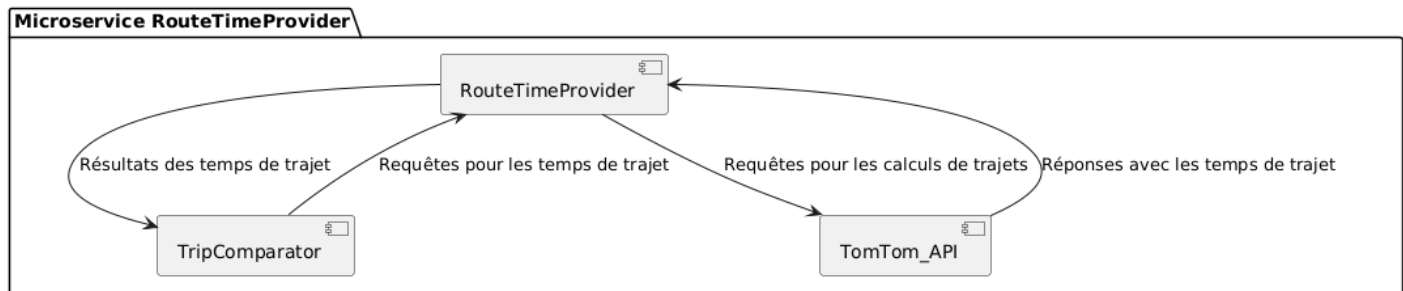 Microservice RouteTimeProvider
RouteTimeProvider
Résultats des temps de trajet
Requêtes pour les temps de trajet
Requêtes pour les calculs de trajets
Réponses avec les temps de trajet
TripComparator
TomTom_API